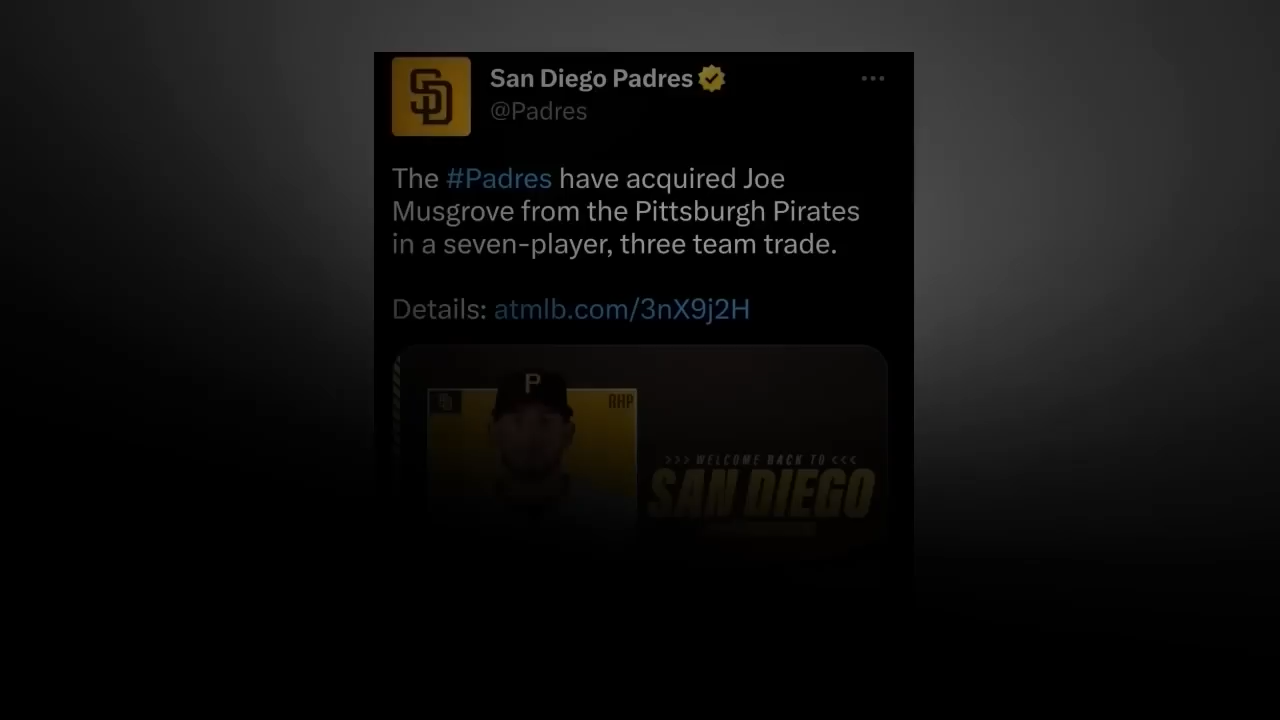 SD
San Diego Padres
@Padres
The #Padres have acquired Joe
Musgrove from the Pittsburgh Pirates
in a seven-player, three team trade.
Details: atmlb.com/3nX9j2H
P
RHP
>>> WELCOME BACK TO <<<
SAN DIEGO